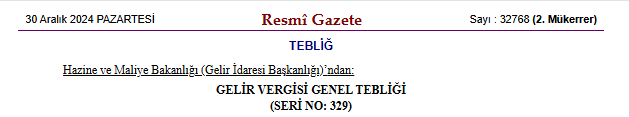 30 Aralık 2024 PAZARTESİ Resmî Gazete Sayı : 32768 (2. Mükerrer)
TEBLİĞ
Hazine ve Maliye Bakanlığı (Gelir İdaresi Başkanlığı)’ndan:
GELİR VERGİSİ GENEL TEBLİĞİ
(SERİ NO: 329)